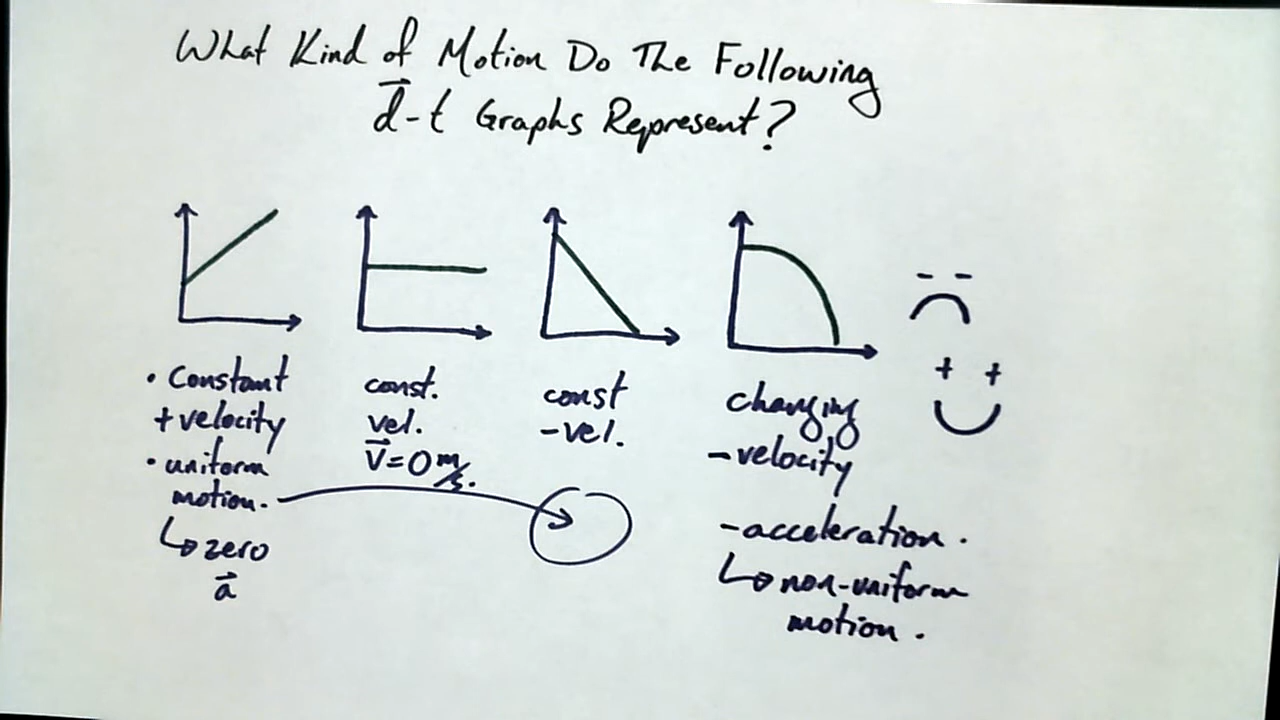 What Kind of Motion Do The Following
d⃗-t Graphs Represent?
• Constant
+velocity
• uniform
motion.
↳ zero
a⃗
const.
vel.
v⃗=0 m/s.
const
-vel.
changing
-velocity
-acceleration.
↳ non-uniform
motion.
- -
+ +